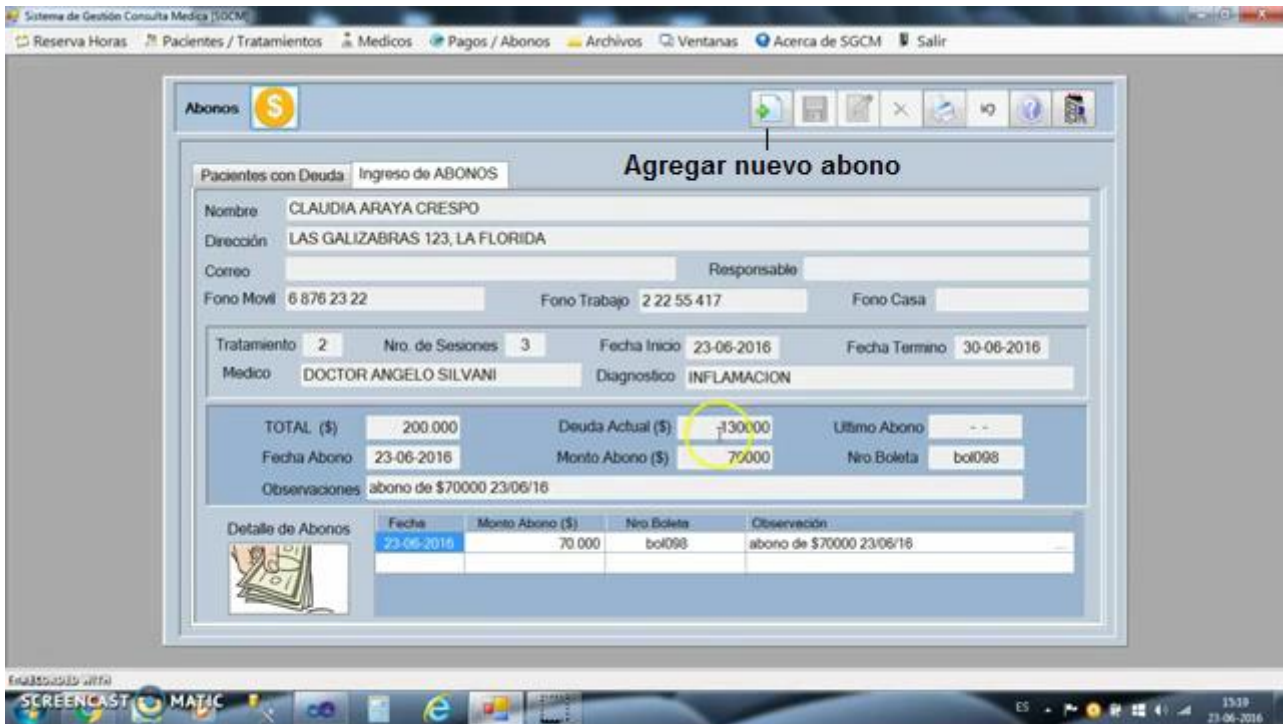 Sistema de Gestión Consulta Medica [SGCM]
Reserva Horas Pacientes / Tratamientos Medicos Pagos / Abonos Archivos Ventanas Acerca de SGCM Salir
Abonos
Agregar nuevo abono
Pacientes con Deuda Ingreso de ABONOS
Nombre CLAUDIA ARAYA CRESPO
Dirección LAS GALIZABRAS 123, LA FLORIDA
Correo Responsable
Fono Movil 6 876 23 22 Fono Trabajo 2 22 55 417 Fono Casa
Tratamiento 2 Nro. de Sesiones 3 Fecha Inicio 23-06-2016 Fecha Termino 30-06-2016
Medico DOCTOR ANGELO SILVANI Diagnostico INFLAMACION
TOTAL ($) 200.000 Deuda Actual ($) 130000 Ultimo Abono - -
Fecha Abono 23-06-2016 Monto Abono ($) 70000 Nro.Boleta bol098
Observaciones abono de $70000 23/06/16
Detalle de Abonos
Fecha Monto Abono ($) Nro Boleta Observación
23-06-2016 70.000 bol098 abono de $70000 23/06/16 ...
RECORDED WITH
SCREENCAST MATIC
ES
15:19
23-06-2016